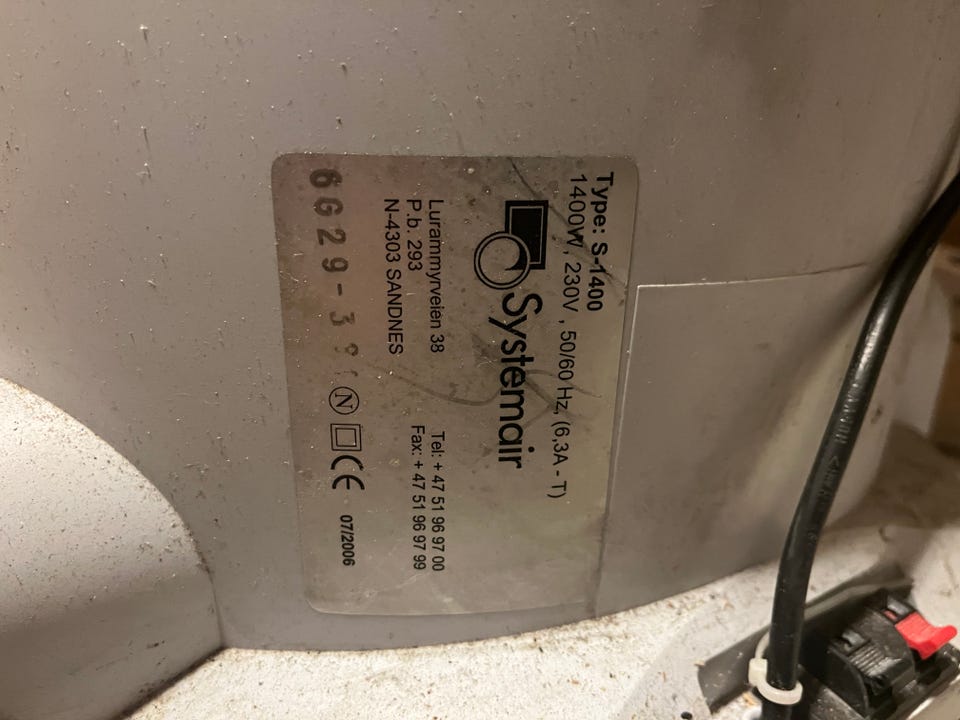 Type: S-1400
1400W, 230V, 50/60 Hz, (6,3A - T)
Systemair
Lurammyrveien 38
P.b. 293
N-4303 SANDNES
Tel: + 47 51 96 97 00
Fax: + 47 51 96 97 99
N CE 07/2006